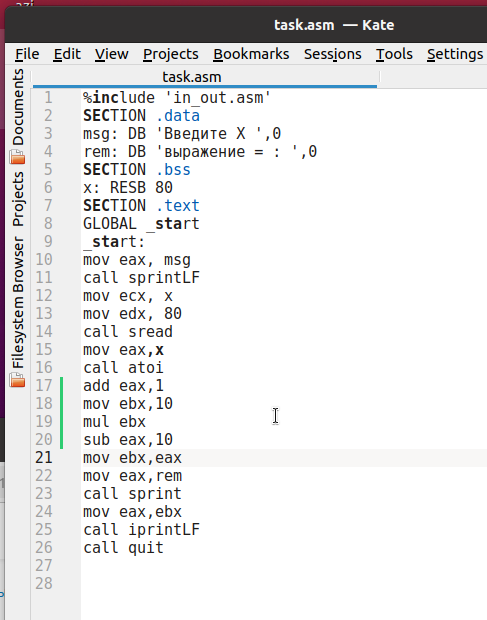 task.asm — Kate
File Edit View Projects Bookmarks Sessions Tools Settings
task.asm
Documents
Projects
Filesystem Browser
1 %include 'in_out.asm'
2 SECTION .data
3 msg: DB 'Введите X ',0
4 rem: DB 'выражение = : ',0
5 SECTION .bss
6 x: RESB 80
7 SECTION .text
8 GLOBAL _start
9 _start:
10 mov eax, msg
11 call sprintLF
12 mov ecx, x
13 mov edx, 80
14 call sread
15 mov eax,x
16 call atoi
17 add eax,1
18 mov ebx,10
19 mul ebx
20 sub eax,10
21 mov ebx,eax
22 mov eax,rem
23 call sprint
24 mov eax,ebx
25 call iprintLF
26 call quit
27
28